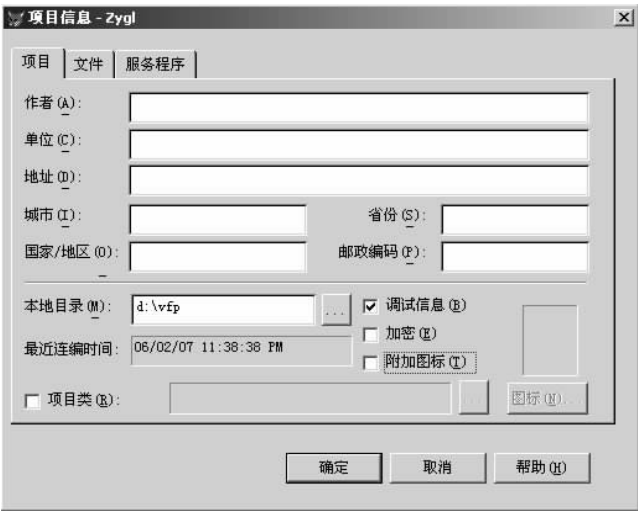 项目信息 - Zygl
项目 文件 服务程序
作者(A):
单位(C):
地址(D):
城市(I): 省份(S):
国家/地区(O): 邮政编码(P):
本地目录(M): d:\vfp ... 调试信息(B)
加密(E)
最近连编时间: 06/02/07 11:38:38 PM
附加图标(T)
项目类(R): ... 图标(N)...
确定 取消 帮助(H)